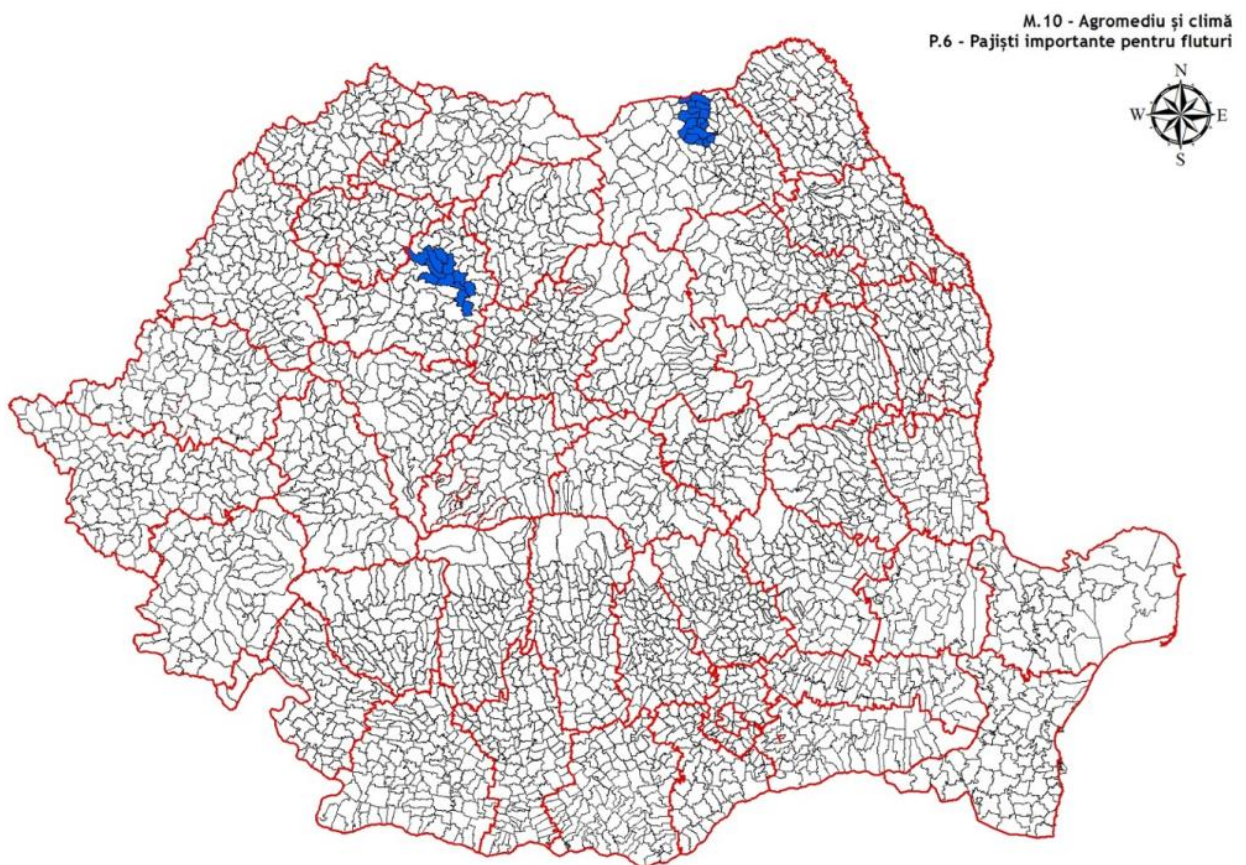 M.10 - Agromediu și climă
P.6 - Pajiști importante pentru fluturi
N
W E
S